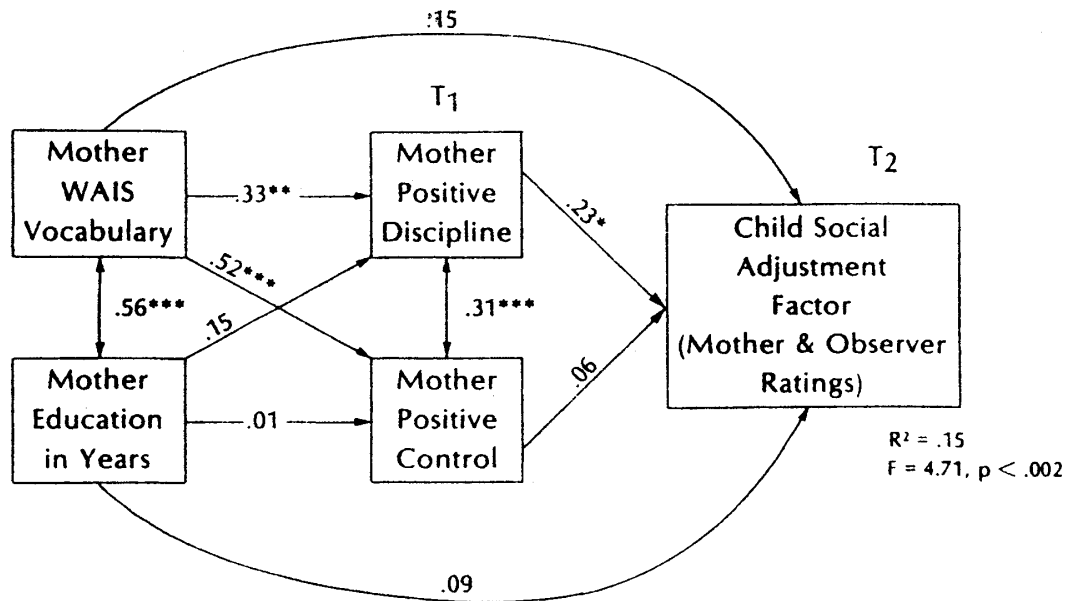 .15
T1
T2
Mother
WAIS
Vocabulary
.33**
Mother
Positive
Discipline
.23*
Child Social
Adjustment
Factor
(Mother & Observer
Ratings)
.52***
.56***
.15
.31***
Mother
Education
in Years
.01
Mother
Positive
Control
.06
R² = .15
F = 4.71, p < .002
.09